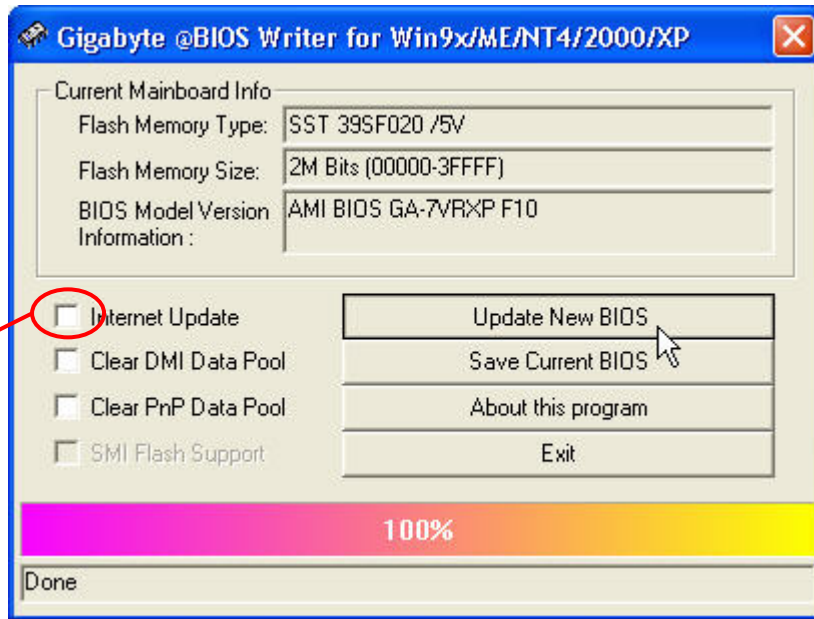 Gigabyte @BIOS Writer for Win9x/ME/NT4/2000/XP
Current Mainboard Info
Flash Memory Type: SST 39SF020 /5V
Flash Memory Size: 2M Bits (00000-3FFFF)
BIOS Model Version AMI BIOS GA-7VRXP F10
Information :
Internet Update Update New BIOS
Clear DMI Data Pool Save Current BIOS
Clear PnP Data Pool About this program
SMI Flash Support Exit
100%
Done